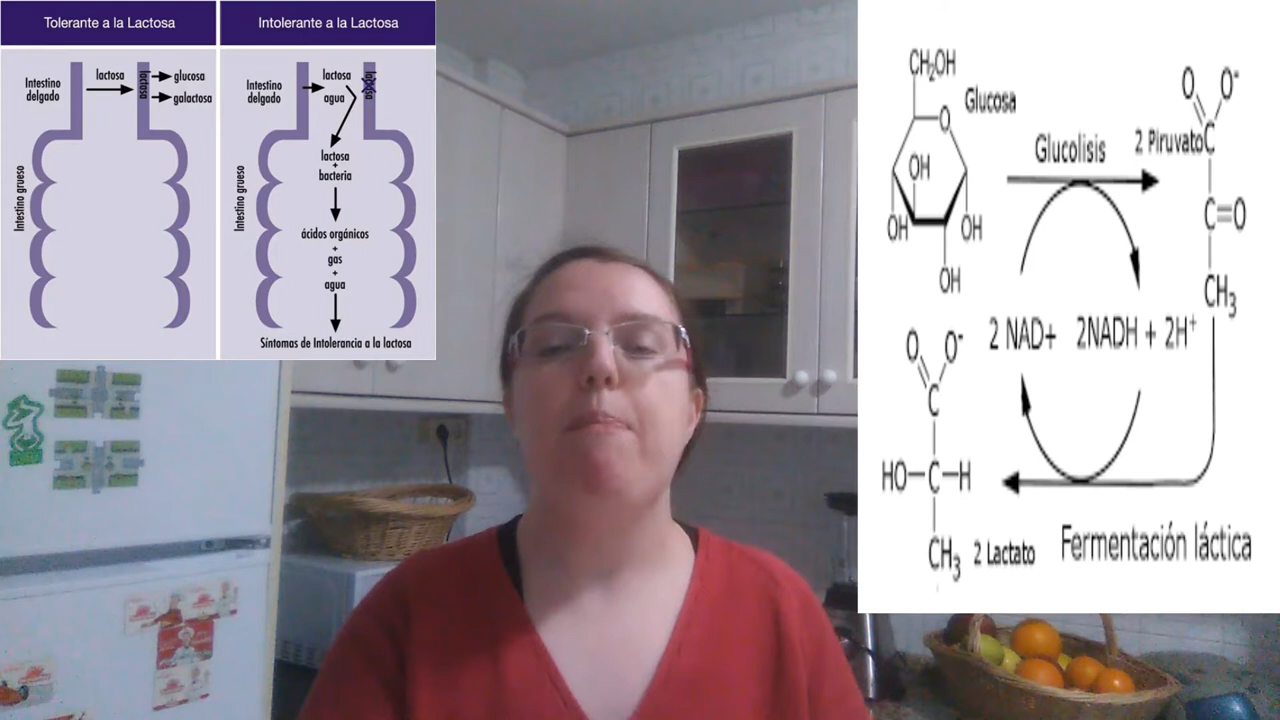 Tolerante a la Lactosa
Intestino
delgado
lactosa
lactasa
glucosa
galactosa
Intestino grueso
Intolerante a la Lactosa
Intestino
delgado
lactosa
agua
lactasa
lactosa
+
bacteria
ácidos orgánicos
+
gas
+
agua
Intestino grueso
Síntomas de Intolerancia a la lactosa
CH2OH
Glucosa
O
OH
OH
OH
OH
Glucolisis
2 Piruvato
O
O-
C
C=O
CH3
2 NAD+
2NADH + 2H+
O
O-
C
HO-C-H
CH3
2 Lactato
Fermentación láctica